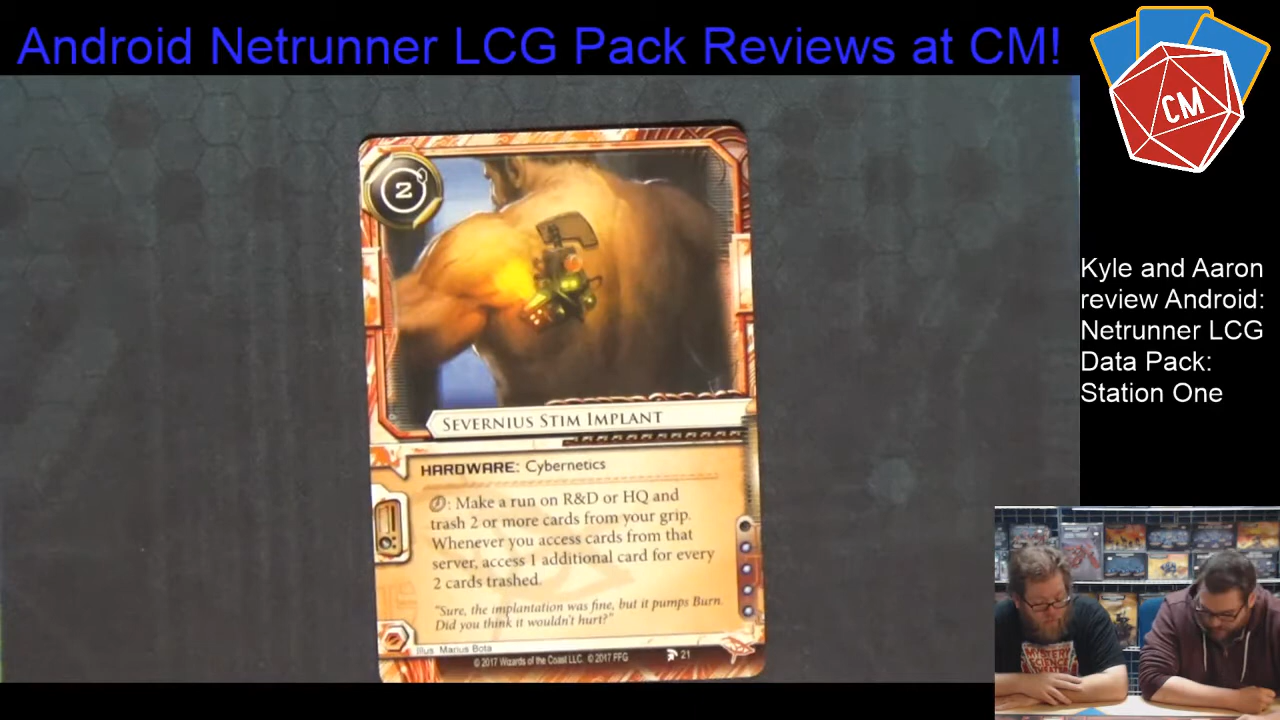 Android Netrunner LCG Pack Reviews at CM!
CM
2
SEVERNIUS STIM IMPLANT
HARDWARE: Cybernetics
: Make a run on R&D or HQ and
trash 2 or more cards from your grip.
Whenever you access cards from that
server, access 1 additional card for every
2 cards trashed.
"Sure, the implantation was fine, but it pumps Burn.
Did you think it wouldn't hurt?"
Illus. Marius Bota
© 2017 Wizards of the Coast LLC. © 2017 FFG
21
Kyle and Aaron
review Android:
Netrunner LCG
Data Pack:
Station One
MYSTERY
SCIENCE